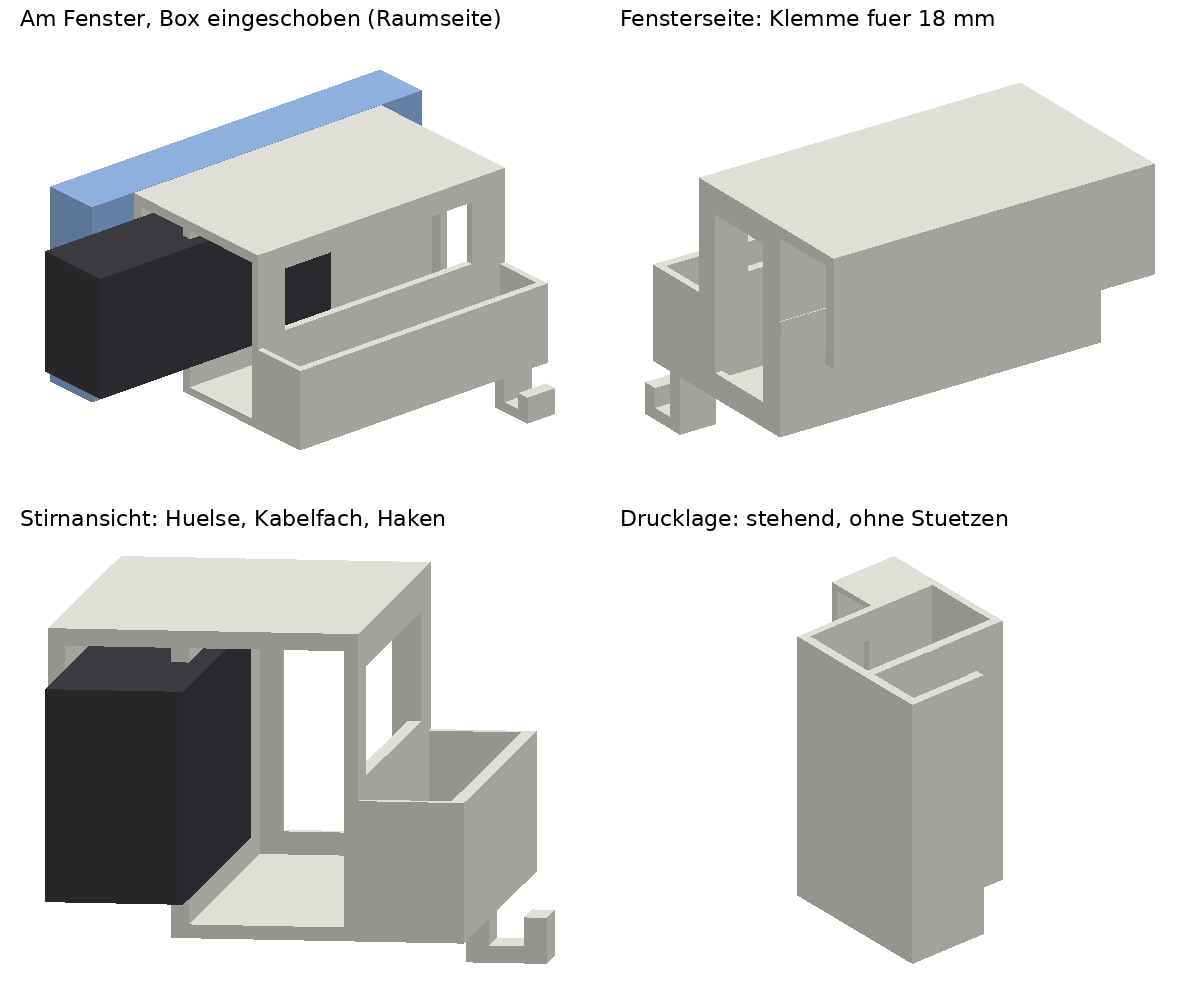 Am Fenster, Box eingeschoben (Raumseite)
Fensterseite: Klemme fuer 18 mm
Stirnansicht: Huelse, Kabelfach, Haken
Drucklage: stehend, ohne Stuetzen